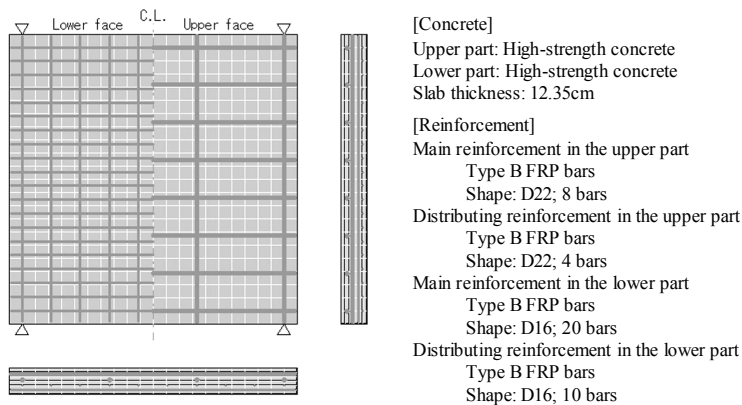 Lower face
C.L.
Upper face
[Concrete]
Upper part: High-strength concrete
Lower part: High-strength concrete
Slab thickness: 12.35cm
[Reinforcement]
Main reinforcement in the upper part
Type B FRP bars
Shape: D22; 8 bars
Distributing reinforcement in the upper part
Type B FRP bars
Shape: D22; 4 bars
Main reinforcement in the lower part
Type B FRP bars
Shape: D16; 20 bars
Distributing reinforcement in the lower part
Type B FRP bars
Shape: D16; 10 bars